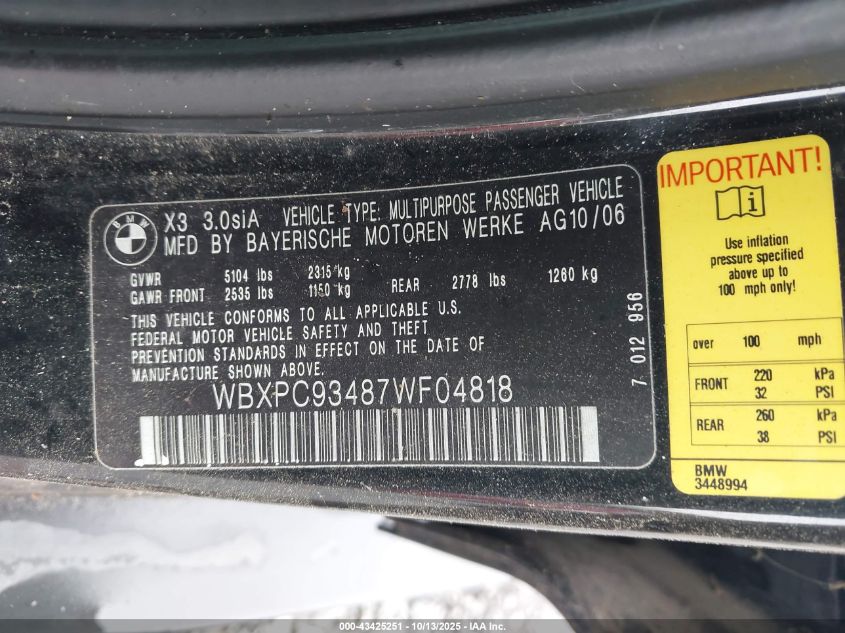 BMW
X3 3.0siA VEHICLE TYPE: MULTIPURPOSE PASSENGER VEHICLE
MFD BY BAYERISCHE MOTOREN WERKE AG10/06
GVWR 5104 lbs 2315 kg
GAWR FRONT 2535 lbs 1150 kg REAR 2778 lbs 1260 kg
THIS VEHICLE CONFORMS TO ALL APPLICABLE U.S.
FEDERAL MOTOR VEHICLE SAFETY AND THEFT
PREVENTION STANDARDS IN EFFECT ON THE DATE OF
MANUFACTURE SHOWN ABOVE.
WBXPC93487WF04818
7 012 956
IMPORTANT!
i
Use inflation
pressure specified
above up to
100 mph only!
over 100 mph
FRONT 220 kPa
32 PSI
REAR 260 kPa
38 PSI
BMW
3448994
000-43425251 - 10/13/2025 - IAA, Inc.